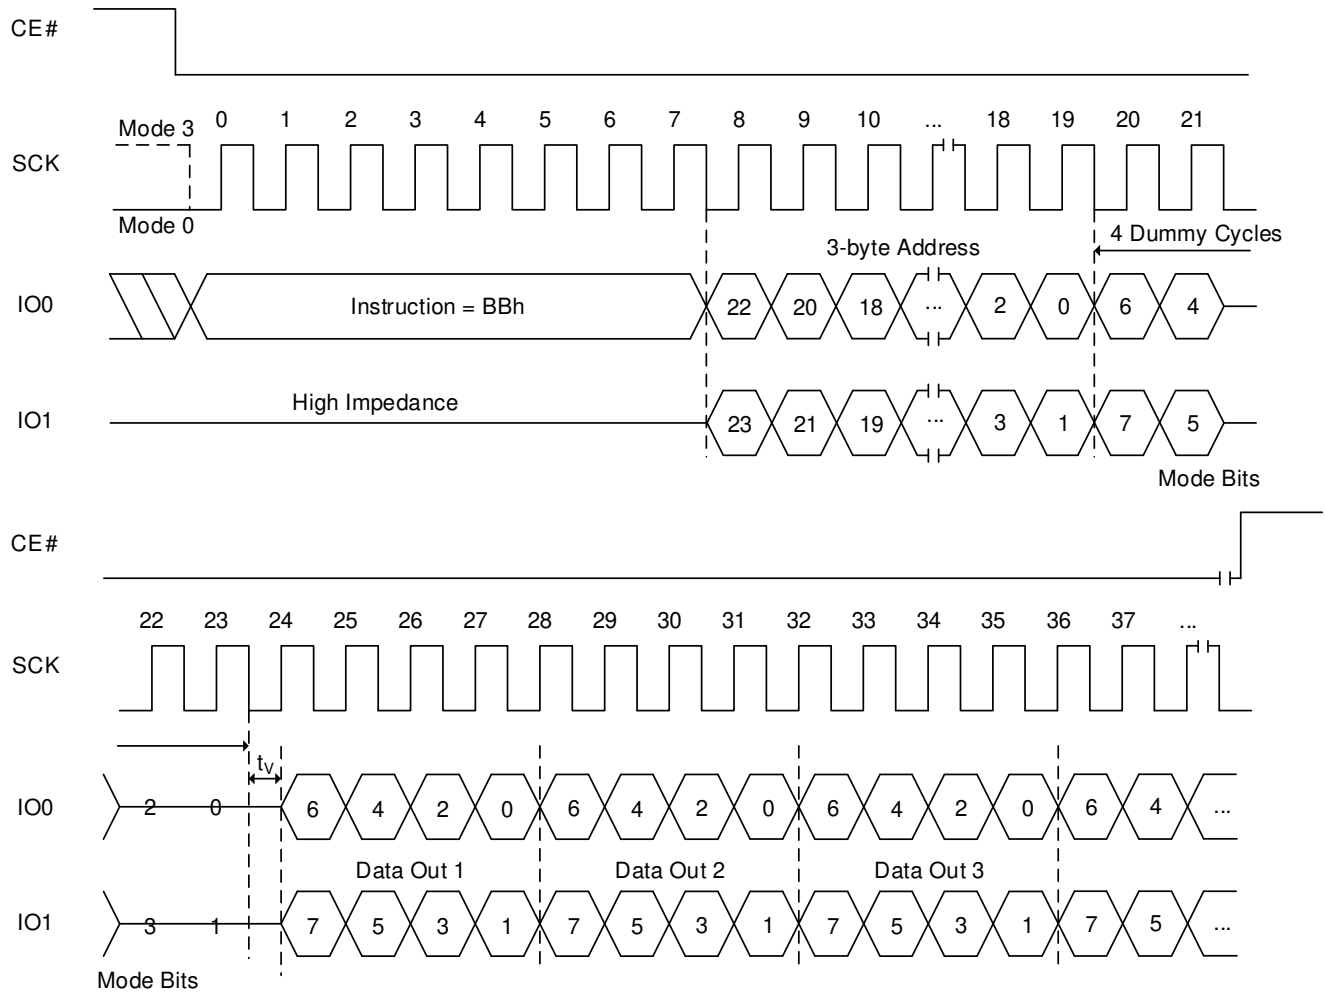 CE#
Mode 3 0 1 2 3 4 5 6 7 8 9 10 ... 18 19 20 21
SCK
Mode 0
3-byte Address 4 Dummy Cycles
IO0 Instruction = BBh 22 20 18 ... 2 0 6 4
High Impedance
IO1 23 21 19 ... 3 1 7 5
Mode Bits
CE#
22 23 24 25 26 27 28 29 30 31 32 33 34 35 36 37 ...
SCK
tV
IO0 2 0 6 4 2 0 6 4 2 0 6 4 2 0 6 4 ...
Data Out 1 Data Out 2 Data Out 3
IO1 3 1 7 5 3 1 7 5 3 1 7 5 3 1 7 5 ...
Mode Bits